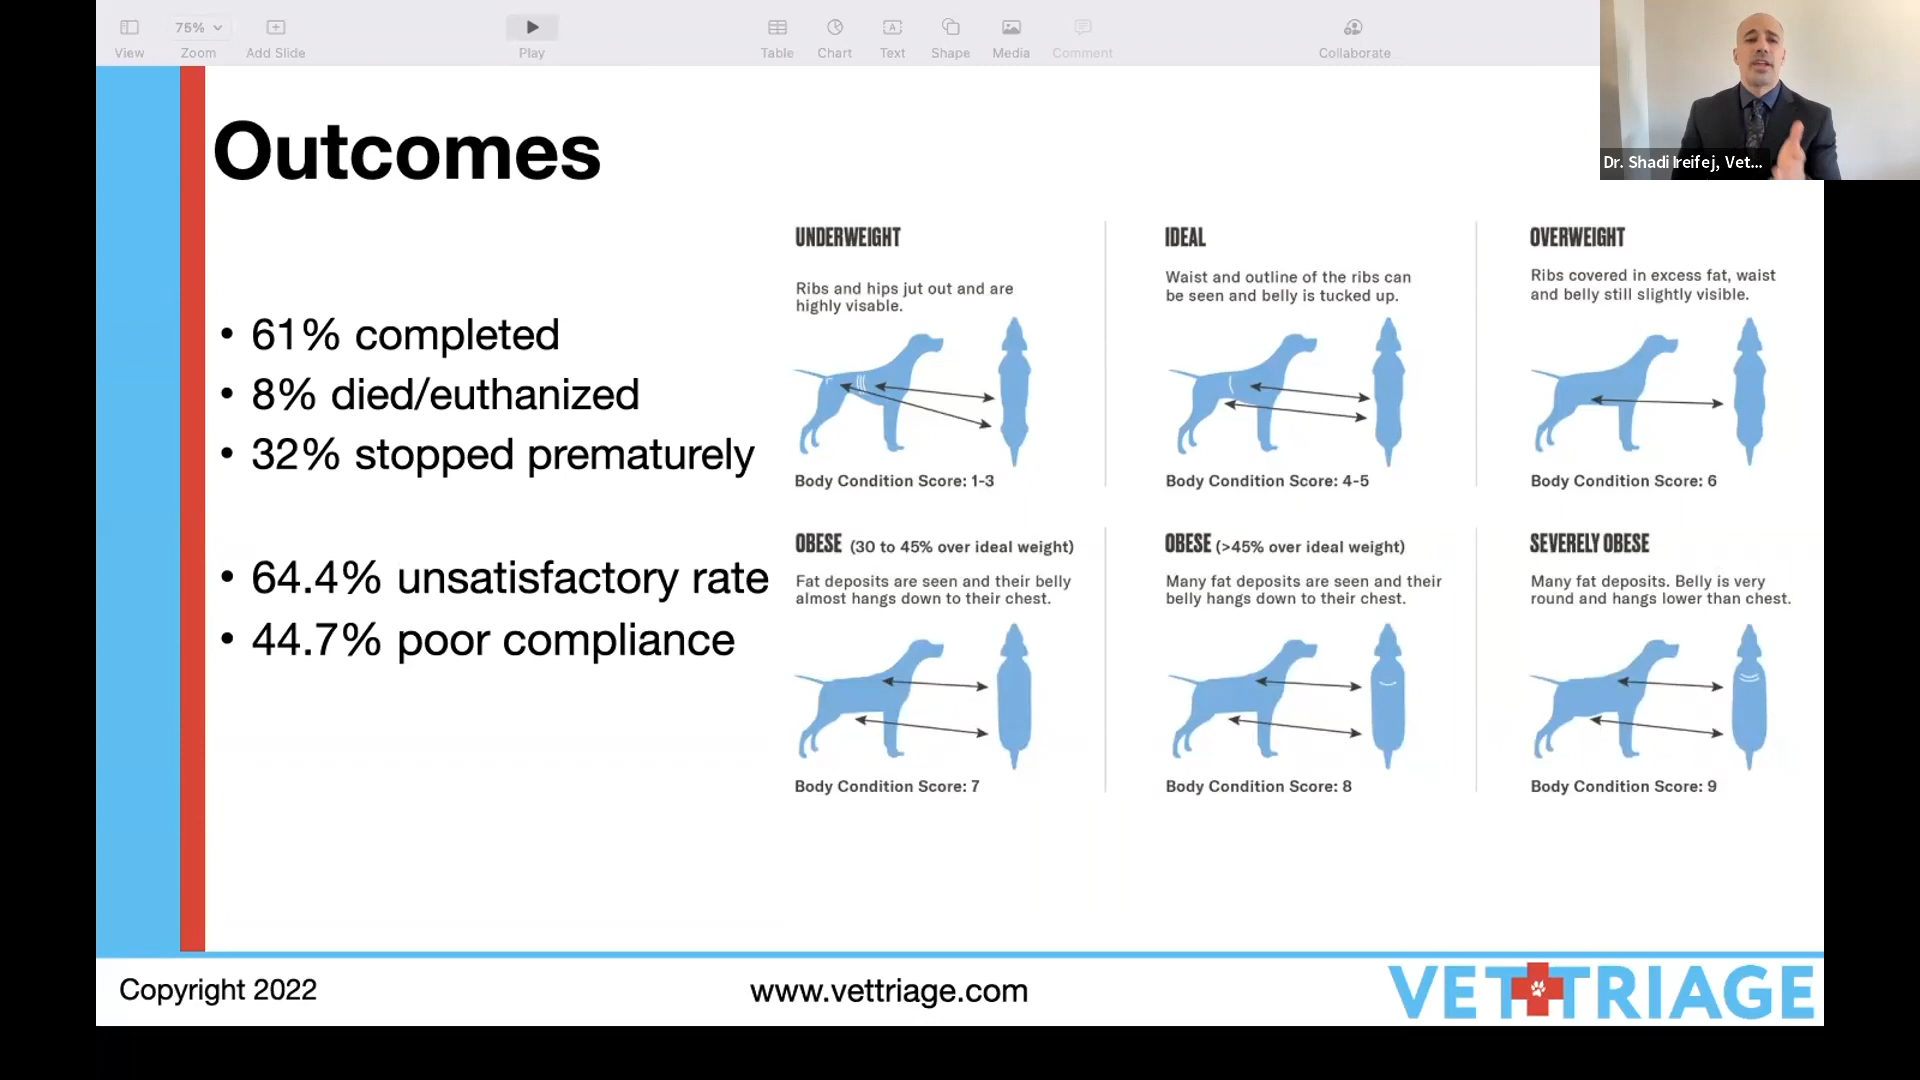 View
75%
Zoom
Add Slide
Play
Table
Chart
Text
Shape
Media
Comment
Collaborate
Dr. Shadi Ireifej, Vet...
Outcomes
• 61% completed
• 8% died/euthanized
• 32% stopped prematurely
• 64.4% unsatisfactory rate
• 44.7% poor compliance
UNDERWEIGHT
Ribs and hips jut out and are
highly visable.
Body Condition Score: 1-3
IDEAL
Waist and outline of the ribs can
be seen and belly is tucked up.
Body Condition Score: 4-5
OVERWEIGHT
Ribs covered in excess fat, waist
and belly still slightly visible.
Body Condition Score: 6
OBESE (30 to 45% over ideal weight)
Fat deposits are seen and their belly
almost hangs down to their chest.
Body Condition Score: 7
OBESE (>45% over ideal weight)
Many fat deposits are seen and their
belly hangs down to their chest.
Body Condition Score: 8
SEVERELY OBESE
Many fat deposits. Belly is very
round and hangs lower than chest.
Body Condition Score: 9
Copyright 2022
www.vettriage.com
VETTRIAGE